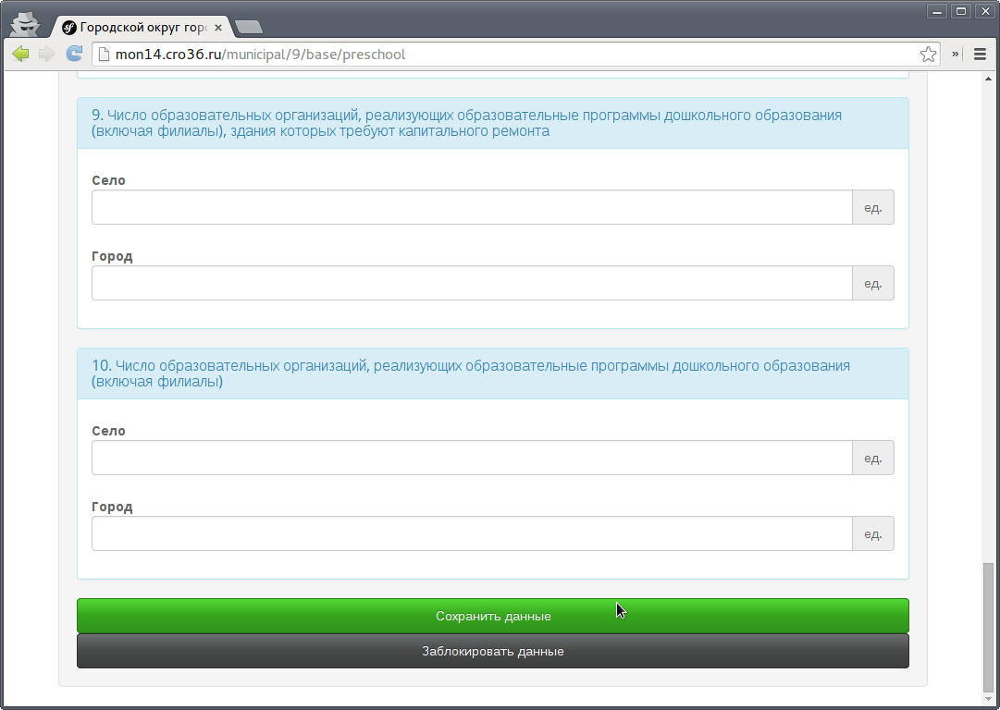 Городской округ горо
mon14.cro36.ru/municipal/9/base/preschool
»
9. Число образовательных организаций, реализующих образовательные программы дошкольного образования
(включая филиалы), здания которых требуют капитального ремонта
Село
ед.
Город
ед.
10. Число образовательных организаций, реализующих образовательные программы дошкольного образования
(включая филиалы)
Село
ед.
Город
ед.
Сохранить данные
Заблокировать данные